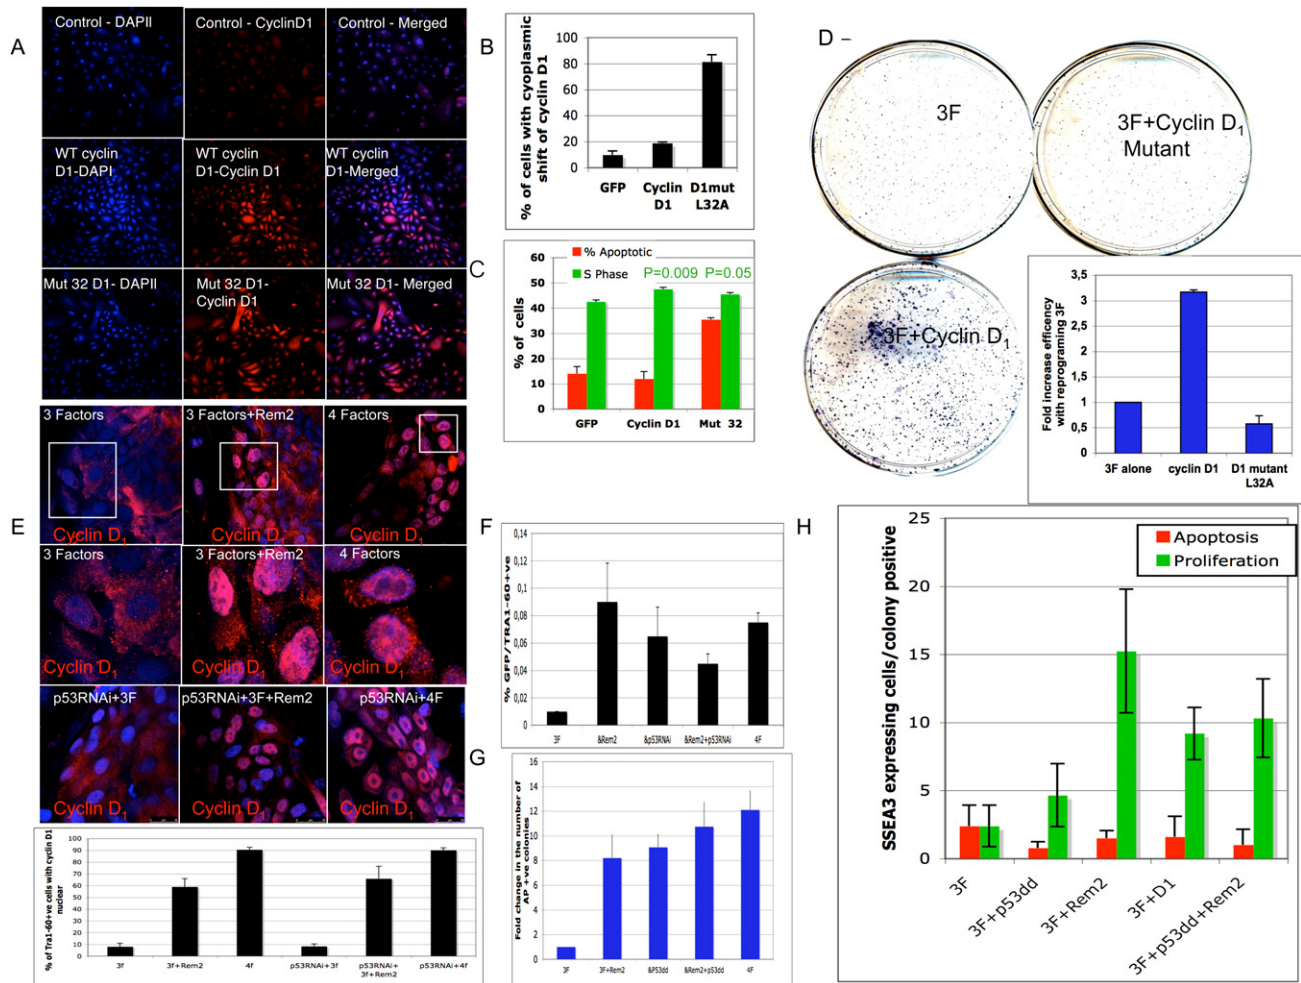 A
Control - DAPII
Control - CyclinD1
Control - Merged
WT cyclin
D1-DAPI
WT cyclin
D1-Cyclin D1
WT cyclin
D1-Merged
Mut 32 D1- DAPII
Mut 32 D1-
Cyclin D1
Mut 32 D1- Merged
B
% of cells with cyoplasmic
shift of cyclin D1
100
80
60
40
20
0
GFP
Cyclin
D1
D1mut
L32A
C
% Apoptotic
S Phase
P=0.009
P=0.05
% of cells
60
50
40
30
20
10
0
GFP
Cyclin D1
Mut 32
D
3F
3F+Cyclin D1
Mutant
3F+Cyclin D1
Fold increase efficency
with reprograming 3F
3,5
3
2,5
2
1,5
1
0,5
0
3F alone
cyclin D1
D1 mutant
L32A
E
3 Factors
Cyclin D1
3 Factors+Rem2
4 Factors
Cyclin D1
3 Factors
Cyclin D1
3 Factors+Rem2
Cyclin D1
4 Factors
Cyclin D1
p53RNAi+3F
Cyclin D1
p53RNAi+3F+Rem2
Cyclin D1
p53RNAi+4F
Cyclin D1
% of Tra1-60+ve cells with cyclin D1
nuclear
100
90
80
70
60
50
40
30
20
10
0
3f
3f+Rem2
4f
p53RNAi+3f
p53RNAi+
3f+Rem2
p53RNAi+4f
F
% GFP/TRA1-60+ve
0,14
0,12
0,1
0,08
0,06
0,04
0,02
0
3F
&Rem2
&p53RNAi
&Rem2+p53RNAi
4F
G
Fold change in the number of
AP +ve colonies
16
14
12
10
8
6
4
2
0
3F
3F+Rem2
&P53dd
&Rem2+p53dd
4F
H
Apoptosis
Proliferation
SSEA3 expressing cells/colony positive
25
20
15
10
5
0
3F
3F+p53dd
3F+Rem2
3F+D1
3F+p53dd+Rem2